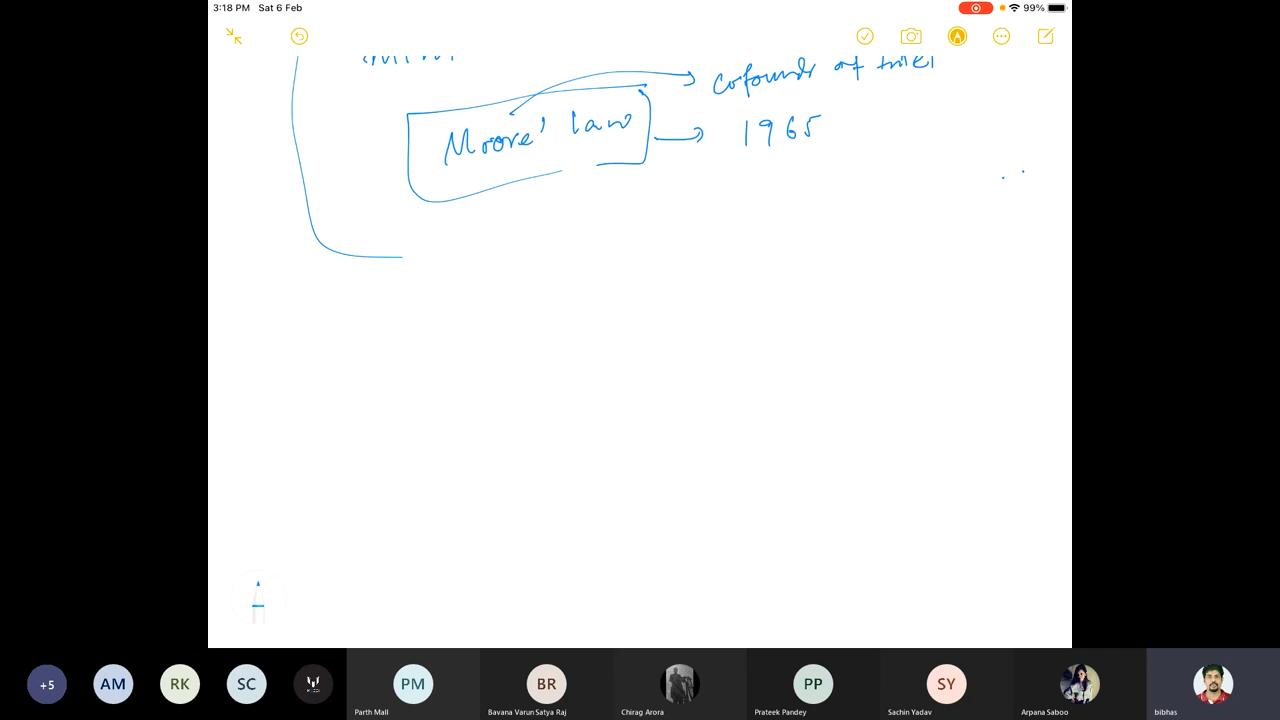 3:18 PM Sat 6 Feb 99%
cofounds of intel
Moore' law
1965
+5 AM RK SC PM BR PP SY
Parth Mall Bavana Varun Satya Raj Chirag Arora Prateek Pandey Sachin Yadav Arpana Saboo bibhas